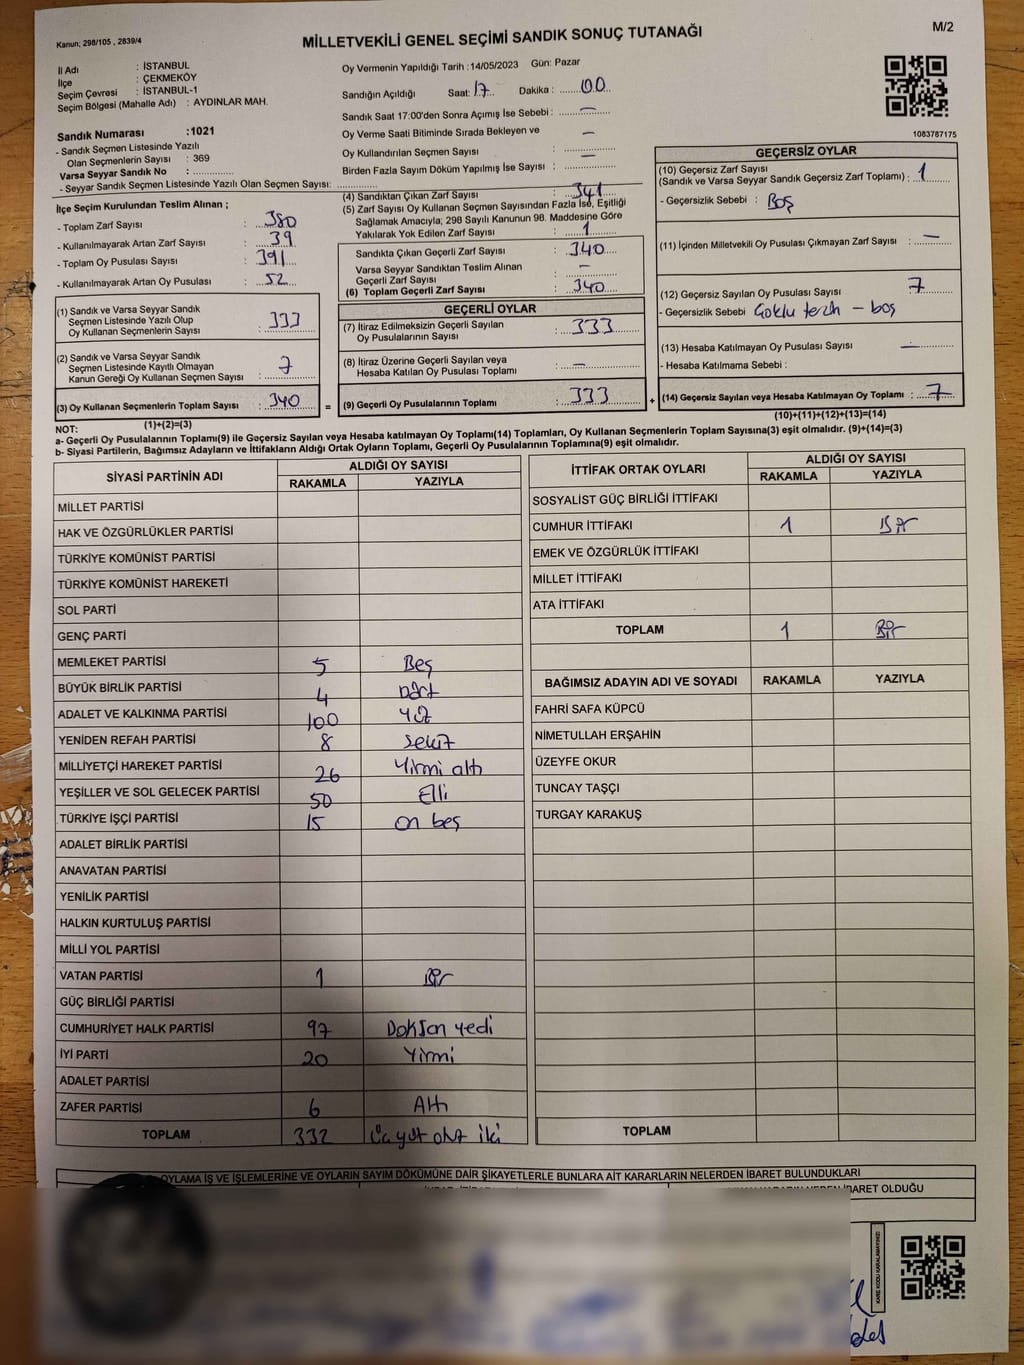 Kanun; 298/105 , 2839/4
MİLLETVEKİLİ GENEL SEÇİMİ SANDIK SONUÇ TUTANAĞI
M/2
İl Adı : İSTANBUL
İlçe : ÇEKMEKÖY
Seçim Çevresi : İSTANBUL-1
Seçim Bölgesi (Mahalle Adı) : AYDINLAR MAH.
Sandık Numarası :1021
- Sandık Seçmen Listesinde Yazılı
Olan Seçmenlerin Sayısı : 369
Varsa Seyyar Sandık No :
- Seyyar Sandık Seçmen Listesinde Yazılı Olan Seçmen Sayısı:
Oy Vermenin Yapıldığı Tarih :14/05/2023 Gün: Pazar
Sandığın Açıldığı Saat: 17 Dakika : 00
Sandık Saat 17:00'den Sonra Açımış İse Sebebi : —
Oy Verme Saati Bitiminde Sırada Bekleyen ve
Oy Kullandırılan Seçmen Sayısı : —
Birden Fazla Sayım Döküm Yapılmış İse Sayısı : —
1083787175
İlçe Seçim Kurulundan Teslim Alınan ;
- Toplam Zarf Sayısı : 380
- Kullanılmayarak Artan Zarf Sayısı : 39
- Toplam Oy Pusulası Sayısı : 391
- Kullanılmayarak Artan Oy Pusulası : 52
(1) Sandık ve Varsa Seyyar Sandık
Seçmen Listesinde Yazılı Olup
Oy Kullanan Seçmenlerin Sayısı : 333
(2) Sandık ve Varsa Seyyar Sandık
Seçmen Listesinde Kayıtlı Olmayan
Kanun Gereği Oy Kullanan Seçmen Sayısı : 7
(3) Oy Kullanan Seçmenlerin Toplam Sayısı : 340
(1)+(2)=(3)
(4) Sandıktan Çıkan Zarf Sayısı : 341
(5) Zarf Sayısı Oy Kullanan Seçmen Sayısından Fazla İse, Eşitliği
Sağlamak Amacıyla; 298 Sayılı Kanunun 98. Maddesine Göre
Yakılarak Yok Edilen Zarf Sayısı : 1
Sandıkta Çıkan Geçerli Zarf Sayısı : 340
Varsa Seyyar Sandıktan Teslim Alınan
Geçerli Zarf Sayısı : —
(6) Toplam Geçerli Zarf Sayısı : 340
GEÇERLİ OYLAR
(7) İtiraz Edilmeksizin Geçerli Sayılan
Oy Pusulalarının Sayısı : 333
(8) İtiraz Üzerine Geçerli Sayılan veya
Hesaba Katılan Oy Pusulası Toplamı : —
= (9) Geçerli Oy Pusulalarının Toplamı : 333 +
GEÇERSİZ OYLAR
(10) Geçersiz Zarf Sayısı
(Sandık ve Varsa Seyyar Sandık Geçersiz Zarf Toplamı) : 1
- Geçersizlik Sebebi : Boş
(11) İçinden Milletvekili Oy Pusulası Çıkmayan Zarf Sayısı : —
(12) Geçersiz Sayılan Oy Pusulası Sayısı : 7
- Geçersizlik Sebebi Çoklu tercih - boş
(13) Hesaba Katılmayan Oy Pusulası Sayısı : —
- Hesaba Katılmama Sebebi :
(14) Geçersiz Sayılan veya Hesaba Katılmayan Oy Toplamı : 7
(10)+(11)+(12)+(13)=(14)
NOT:
a- Geçerli Oy Pusulalarının Toplamı(9) ile Geçersiz Sayılan veya Hesaba katılmayan Oy Toplamı(14) Toplamları, Oy Kullanan Seçmenlerin Toplam Sayısına(3) eşit olmalıdır. (9)+(14)=(3)
b- Siyasi Partilerin, Bağımsız Adayların ve İttifakların Aldığı Ortak Oyların Toplamı, Geçerli Oy Pusulalarının Toplamına(9) eşit olmalıdır.
SİYASİ PARTİNİN ADI ALDIĞI OY SAYISI
RAKAMLA YAZIYLA
MİLLET PARTİSİ
HAK VE ÖZGÜRLÜKLER PARTİSİ
TÜRKİYE KOMÜNİST PARTİSİ
TÜRKİYE KOMÜNİST HAREKETİ
SOL PARTİ
GENÇ PARTİ
MEMLEKET PARTİSİ 5 Beş
BÜYÜK BİRLİK PARTİSİ 4 Dört
ADALET VE KALKINMA PARTİSİ 100 Yüz
YENİDEN REFAH PARTİSİ 8 Sekiz
MİLLİYETÇİ HAREKET PARTİSİ 26 Yirmi altı
YEŞİLLER VE SOL GELECEK PARTİSİ 50 Elli
TÜRKİYE İŞÇİ PARTİSİ 15 on beş
ADALET BİRLİK PARTİSİ
ANAVATAN PARTİSİ
YENİLİK PARTİSİ
HALKIN KURTULUŞ PARTİSİ
MİLLİ YOL PARTİSİ
VATAN PARTİSİ 1 Bir
GÜÇ BİRLİĞİ PARTİSİ
CUMHURİYET HALK PARTİSİ 97 Doksan yedi
İYİ PARTİ 20 Yirmi
ADALET PARTİSİ
ZAFER PARTİSİ 6 Altı
TOPLAM 332 Üç yüz otuz iki
İTTİFAK ORTAK OYLARI ALDIĞI OY SAYISI
RAKAMLA YAZIYLA
SOSYALİST GÜÇ BİRLİĞİ İTTİFAKI
CUMHUR İTTİFAKI 1 Bir
EMEK VE ÖZGÜRLÜK İTTİFAKI
MİLLET İTTİFAKI
ATA İTTİFAKI
TOPLAM 1 Bir
BAĞIMSIZ ADAYIN ADI VE SOYADI RAKAMLA YAZIYLA
FAHRİ SAFA KÜPCÜ
NİMETULLAH ERŞAHİN
ÜZEYFE OKUR
TUNCAY TAŞÇI
TURGAY KARAKUŞ
TOPLAM
OYLAMA İŞ VE İŞLEMLERİNE VE OYLARIN SAYIM DÖKÜMÜNE DAİR ŞİKAYETLERLE BUNLARA AİT KARARLARIN NELERDEN İBARET BULUNDUKLARI
İBARET OLDUĞU
KARE KODU KARALAMAYINIZ!